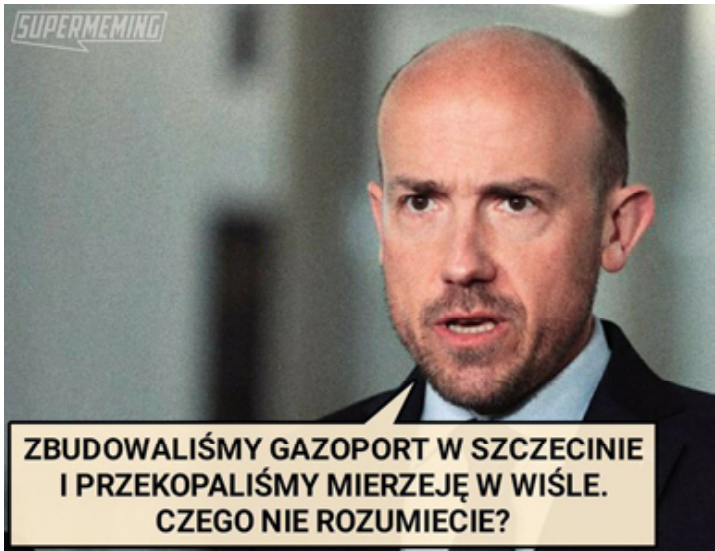 SUPERMEMING
ZBUDOWALIŚMY GAZOPORT W SZCZECINIE
I PRZEKOPALIŚMY MIERZEJĘ W WIŚLE.
CZEGO NIE ROZUMIECIE?